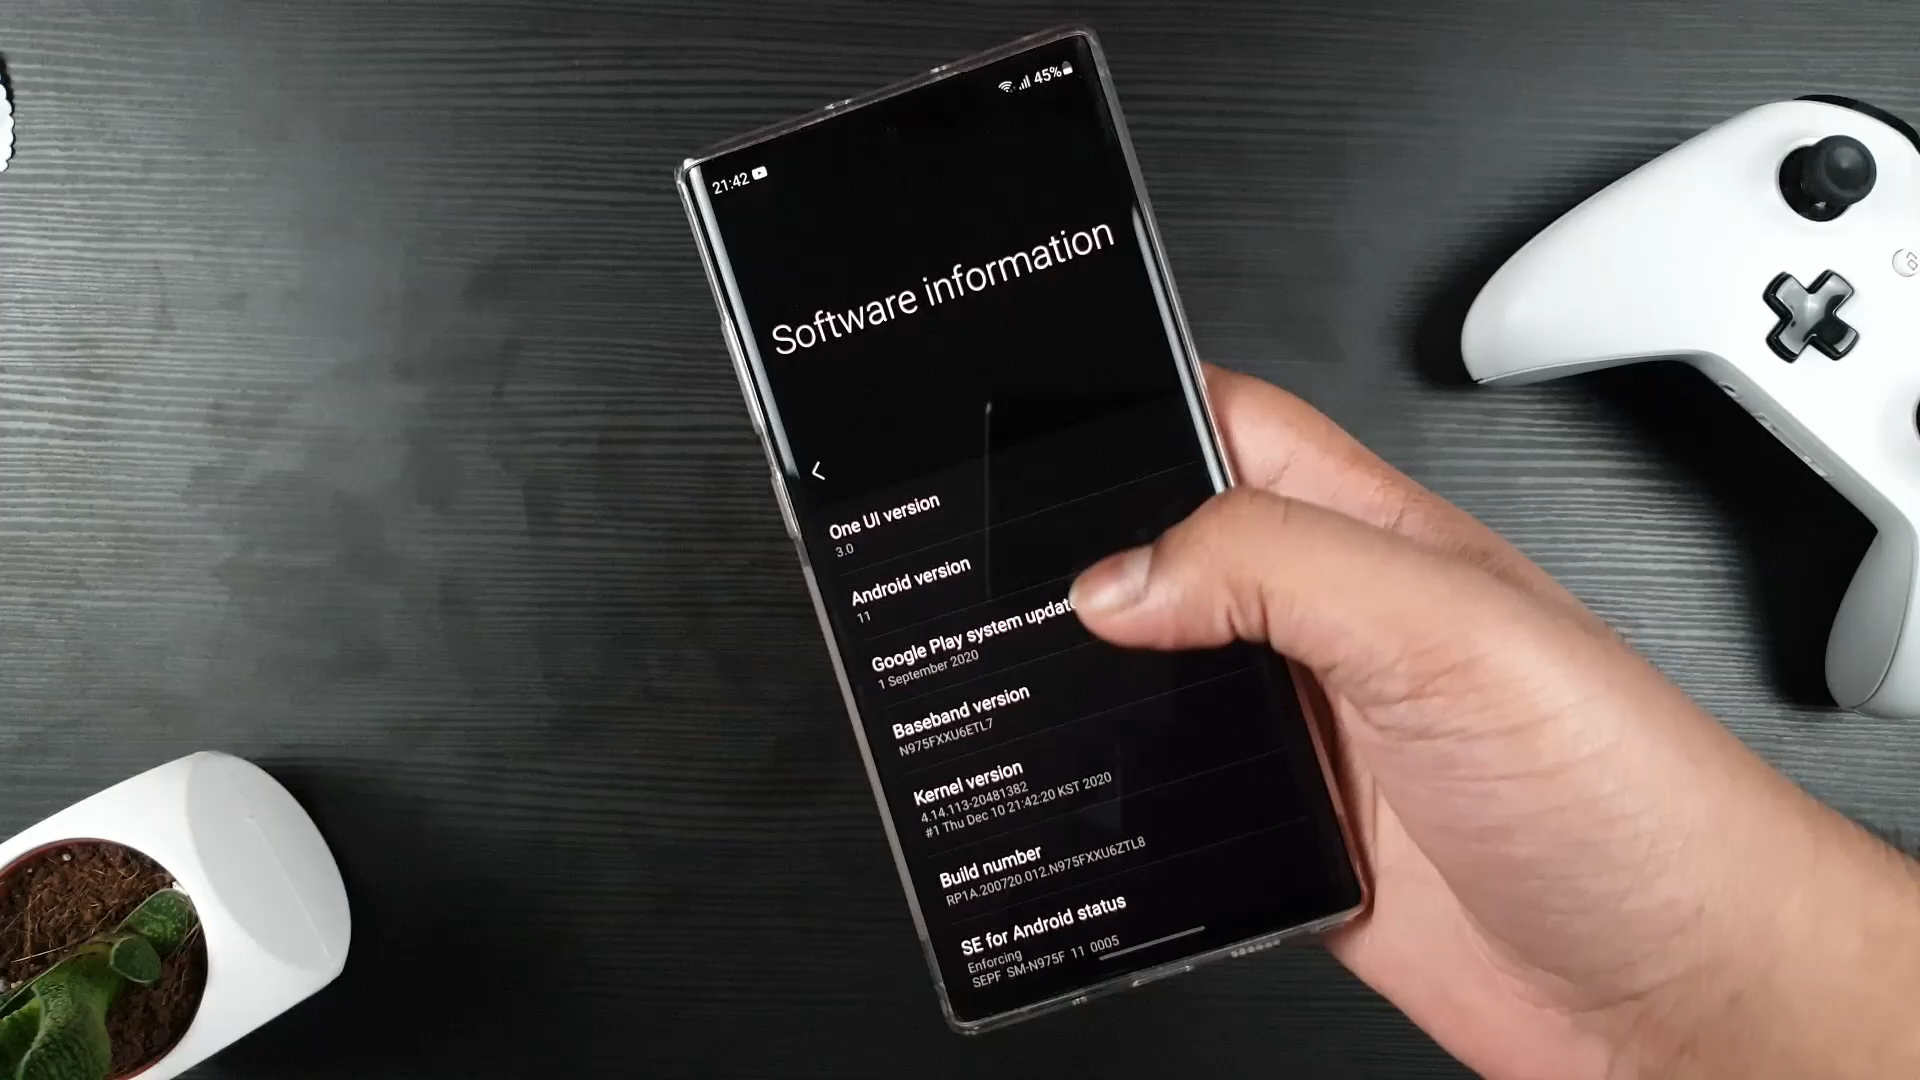 21:42
45%
Software information
One UI version
3.0
Android version
11
Google Play system update
1 September 2020
Baseband version
N975FXXU6ETL7
Kernel version
4.14.113-20481382
#1 Thu Dec 10 21:42:20 KST 2020
Build number
RP1A.200720.012.N975FXXU6ZTL8
SE for Android status
Enforcing
SEPF_SM-N975F_11_0005